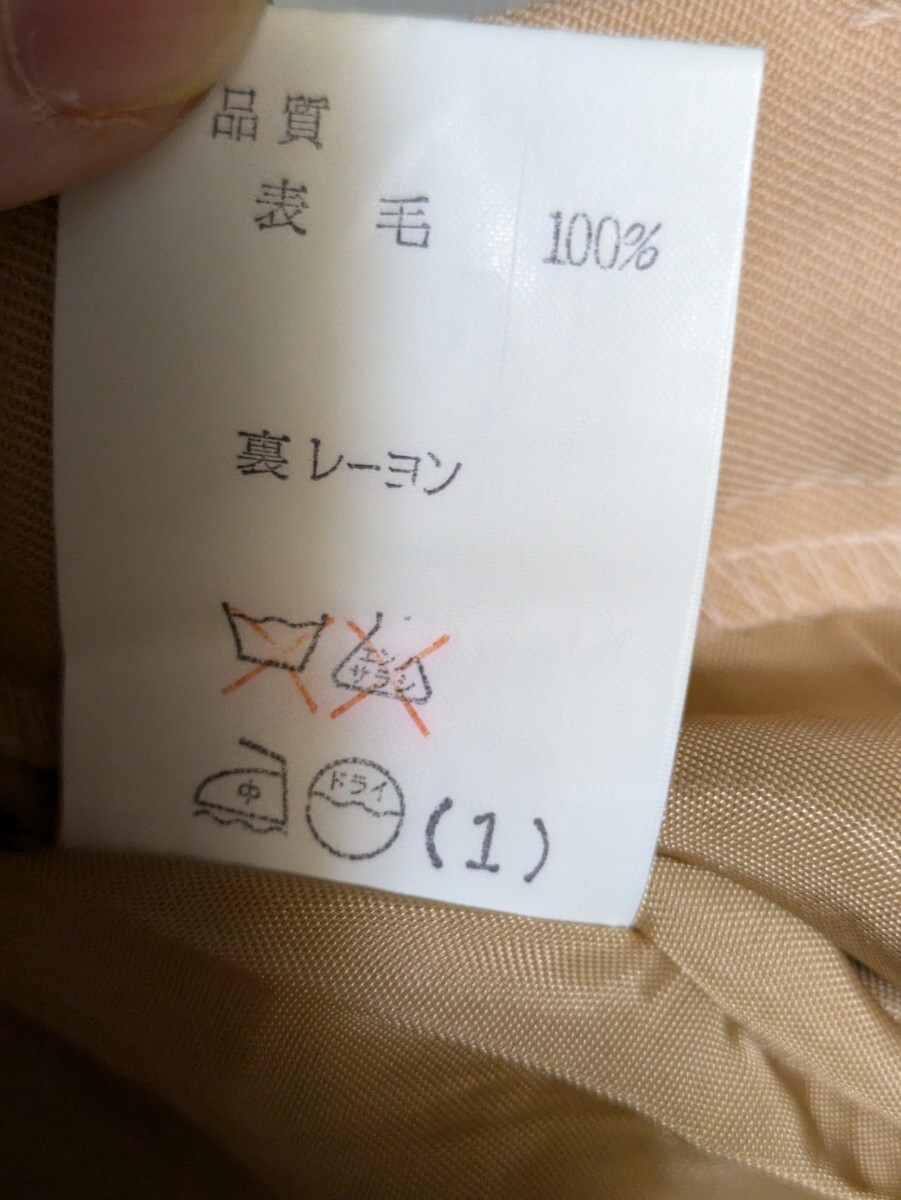 品質
表 毛 100%
裏レーヨン
エンソ
サラシ
中 ドライ (1)